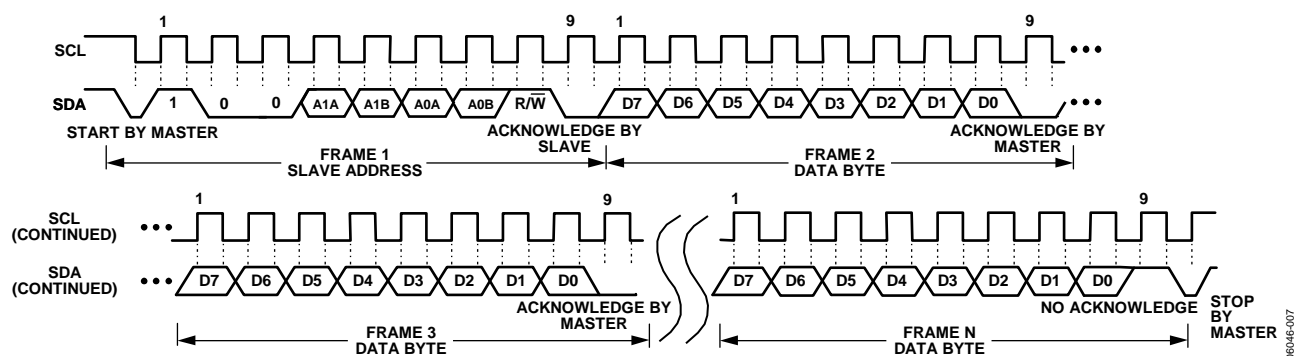 1 9 1 9
SCL
SDA 1 0 0 A1A A1B A0A A0B R/W̅ D7 D6 D5 D4 D3 D2 D1 D0
START BY MASTER ACKNOWLEDGE BY SLAVE ACKNOWLEDGE BY MASTER
FRAME 1 SLAVE ADDRESS
FRAME 2 DATA BYTE
1 9 1 9
SCL (CONTINUED)
SDA (CONTINUED) D7 D6 D5 D4 D3 D2 D1 D0 D7 D6 D5 D4 D3 D2 D1 D0
ACKNOWLEDGE BY MASTER NO ACKNOWLEDGE STOP BY MASTER
FRAME 3 DATA BYTE
FRAME N DATA BYTE
06046-007